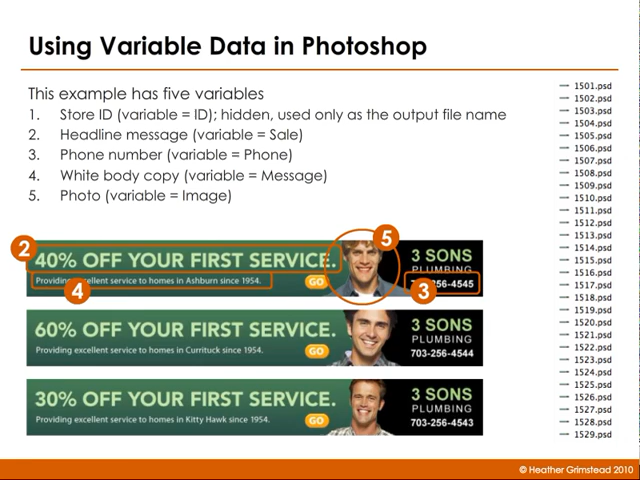 Using Variable Data in Photoshop
This example has five variables
1. Store ID (variable = ID); hidden, used only as the output file name
2. Headline message (variable = Sale)
3. Phone number (variable = Phone)
4. White body copy (variable = Message)
5. Photo (variable = Image)
2
5
40% OFF YOUR FIRST SERVICE.
3 SONS
PLUMBING
Providing excellent service to homes in Ashburn since 1954.
GO
703-256-4545
4
3
60% OFF YOUR FIRST SERVICE.
3 SONS
PLUMBING
Providing excellent service to homes in Currituck since 1954.
GO
703-256-4544
30% OFF YOUR FIRST SERVICE.
3 SONS
PLUMBING
Providing excellent service to homes in Kitty Hawk since 1954.
GO
703-256-4543
1501.psd
1502.psd
1503.psd
1504.psd
1505.psd
1506.psd
1507.psd
1508.psd
1509.psd
1510.psd
1511.psd
1512.psd
1513.psd
1514.psd
1515.psd
1516.psd
1517.psd
1518.psd
1519.psd
1520.psd
1521.psd
1522.psd
1523.psd
1524.psd
1525.psd
1526.psd
1527.psd
1528.psd
1529.psd
© Heather Grimstead 2010